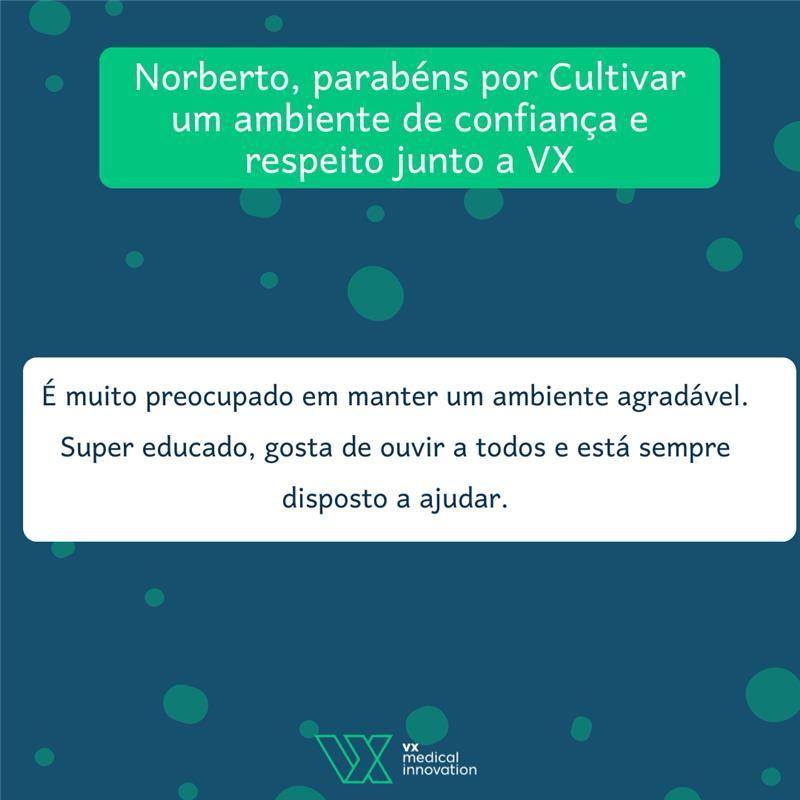 Norberto, parabéns por Cultivar
um ambiente de confiança e
respeito junto a VX
É muito preocupado em manter um ambiente agradável.
Super educado, gosta de ouvir a todos e está sempre
disposto a ajudar.
VX
vx
medical
innovation